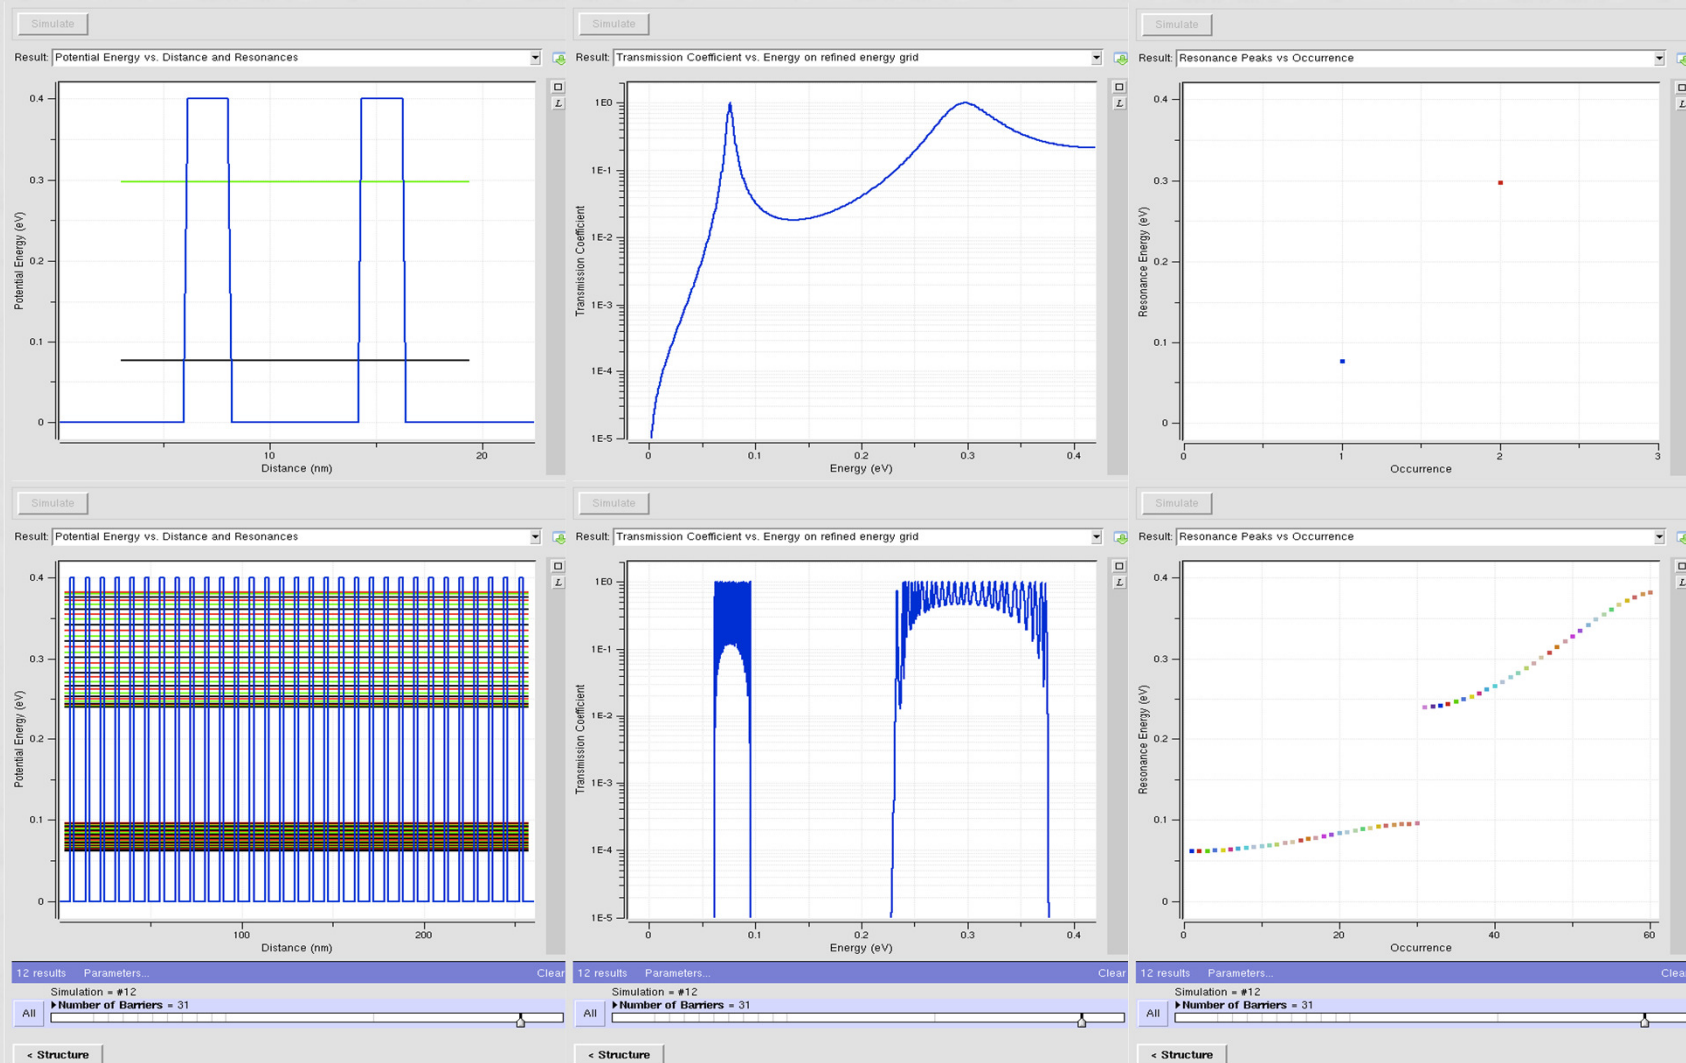 Simulate
Result: Potential Energy vs. Distance and Resonances
L
0.4
0.3
0.2
0.1
0
Potential Energy (eV)
10
20
Distance (nm)
Simulate
Result: Transmission Coefficient vs. Energy on refined energy grid
L
1E0
1E-1
1E-2
1E-3
1E-4
1E-5
Transmission Coefficient
0
0.1
0.2
0.3
0.4
Energy (eV)
Simulate
Result: Resonance Peaks vs Occurrence
L
0.4
0.3
0.2
0.1
0
Resonance Energy (eV)
0
1
2
3
Occurrence
Simulate
Result: Potential Energy vs. Distance and Resonances
L
0.4
0.3
0.2
0.1
0
Potential Energy (eV)
100
200
Distance (nm)
12 results Parameters... Clear
Simulation = #12
All
Number of Barriers = 31
< Structure
Simulate
Result: Transmission Coefficient vs. Energy on refined energy grid
L
1E0
1E-1
1E-2
1E-3
1E-4
1E-5
Transmission Coefficient
0
0.1
0.2
0.3
0.4
Energy (eV)
12 results Parameters... Clear
Simulation = #12
All
Number of Barriers = 31
< Structure
Simulate
Result: Resonance Peaks vs Occurrence
L
0.4
0.3
0.2
0.1
0
Resonance Energy (eV)
0
20
40
60
Occurrence
12 results Parameters... Clea
Simulation = #12
All
Number of Barriers = 31
< Structure